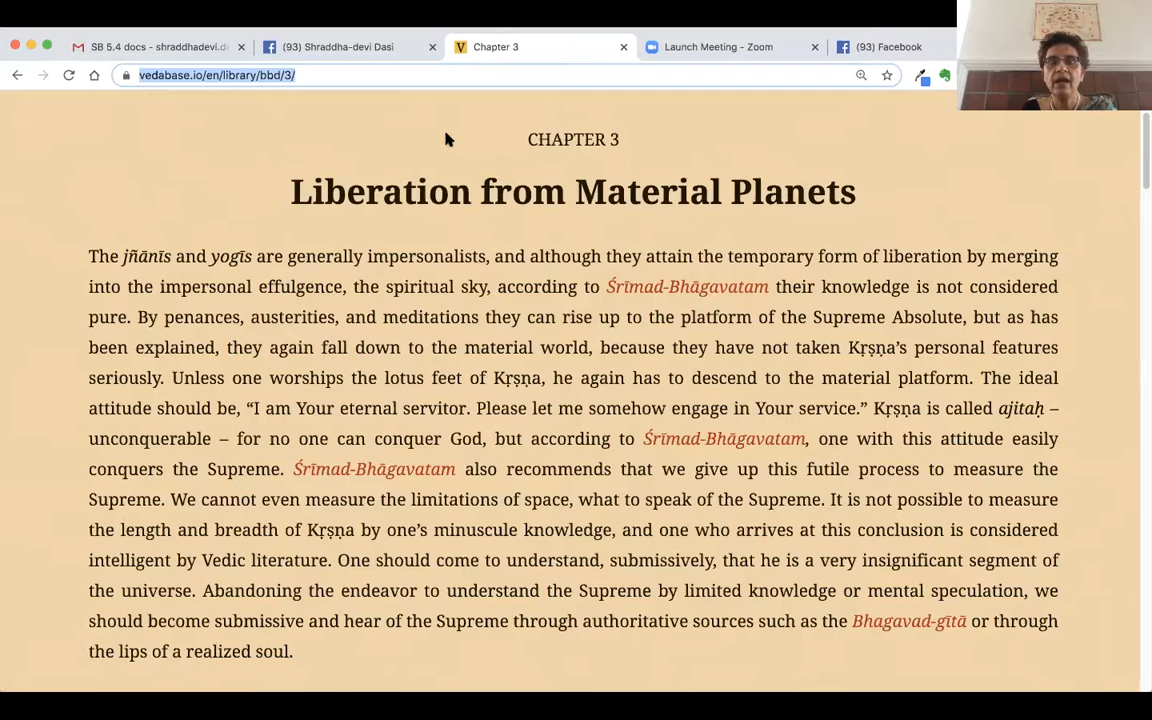 SB 5.4 docs - shraddhadevi.da
(93) Shraddha-devi Dasi
Chapter 3
Launch Meeting - Zoom
(93) Facebook
vedabase.io/en/library/bbd/3/
CHAPTER 3
Liberation from Material Planets
The jñānīs and yogīs are generally impersonalists, and although they attain the temporary form of liberation by merging
into the impersonal effulgence, the spiritual sky, according to Śrīmad-Bhāgavatam their knowledge is not considered
pure. By penances, austerities, and meditations they can rise up to the platform of the Supreme Absolute, but as has
been explained, they again fall down to the material world, because they have not taken Kṛṣṇa’s personal features
seriously. Unless one worships the lotus feet of Kṛṣṇa, he again has to descend to the material platform. The ideal
attitude should be, “I am Your eternal servitor. Please let me somehow engage in Your service.” Kṛṣṇa is called ajitaḥ –
unconquerable – for no one can conquer God, but according to Śrīmad-Bhāgavatam, one with this attitude easily
conquers the Supreme. Śrīmad-Bhāgavatam also recommends that we give up this futile process to measure the
Supreme. We cannot even measure the limitations of space, what to speak of the Supreme. It is not possible to measure
the length and breadth of Kṛṣṇa by one’s minuscule knowledge, and one who arrives at this conclusion is considered
intelligent by Vedic literature. One should come to understand, submissively, that he is a very insignificant segment of
the universe. Abandoning the endeavor to understand the Supreme by limited knowledge or mental speculation, we
should become submissive and hear of the Supreme through authoritative sources such as the Bhagavad-gītā or through
the lips of a realized soul.